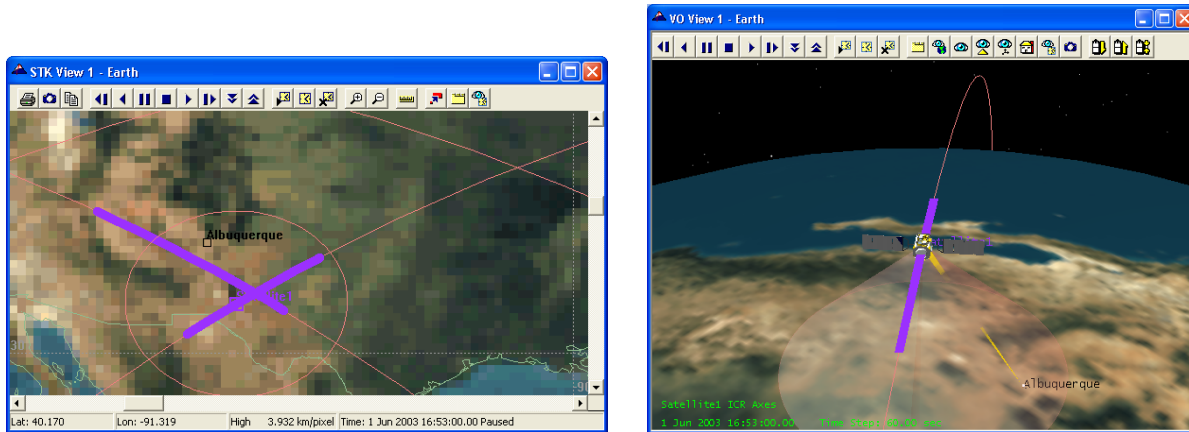 STK View 1 - Earth
Albuquerque
30
90
Lat: 40.170 Lon: -91.319 High 3.932 km/pixel Time: 1 Jun 2003 16:53:00.00 Paused
VO View 1 - Earth
Albuquerque
Satellite1 ICR Axes
1 Jun 2003 16:53:00.00